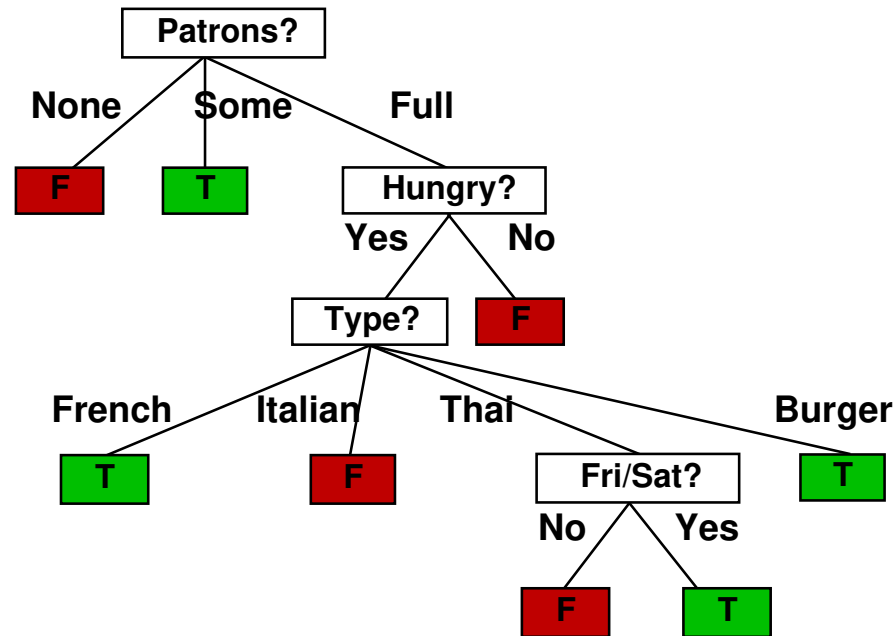 Patrons?
None Some Full
F T Hungry?
Yes No
Type? F
French Italian Thai Burger
T F Fri/Sat? T
No Yes
F T